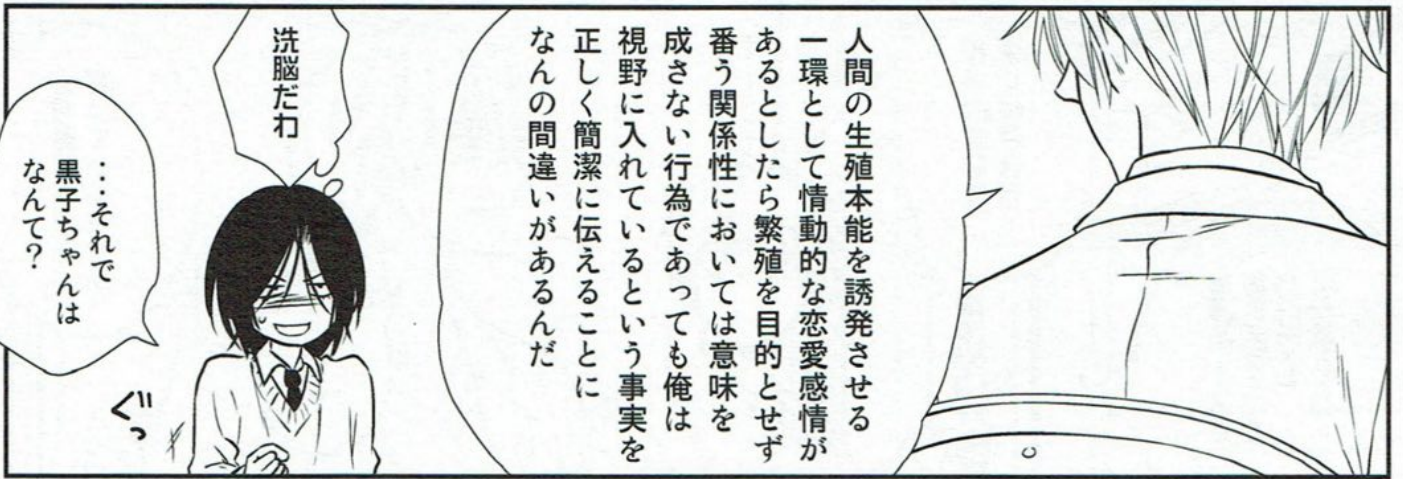 人間の生殖本能を誘発させる
一環として情動的な恋愛感情が
あるとしたら繁殖を目的とせず
番う関係性においては意味を
成さない行為であっても俺は
視野に入れているという事実を
正しく簡潔に伝えることに
なんの間違いがあるんだ
洗脳だわ
・・・それで
黒子ちゃんは
なんて？
ぐっ